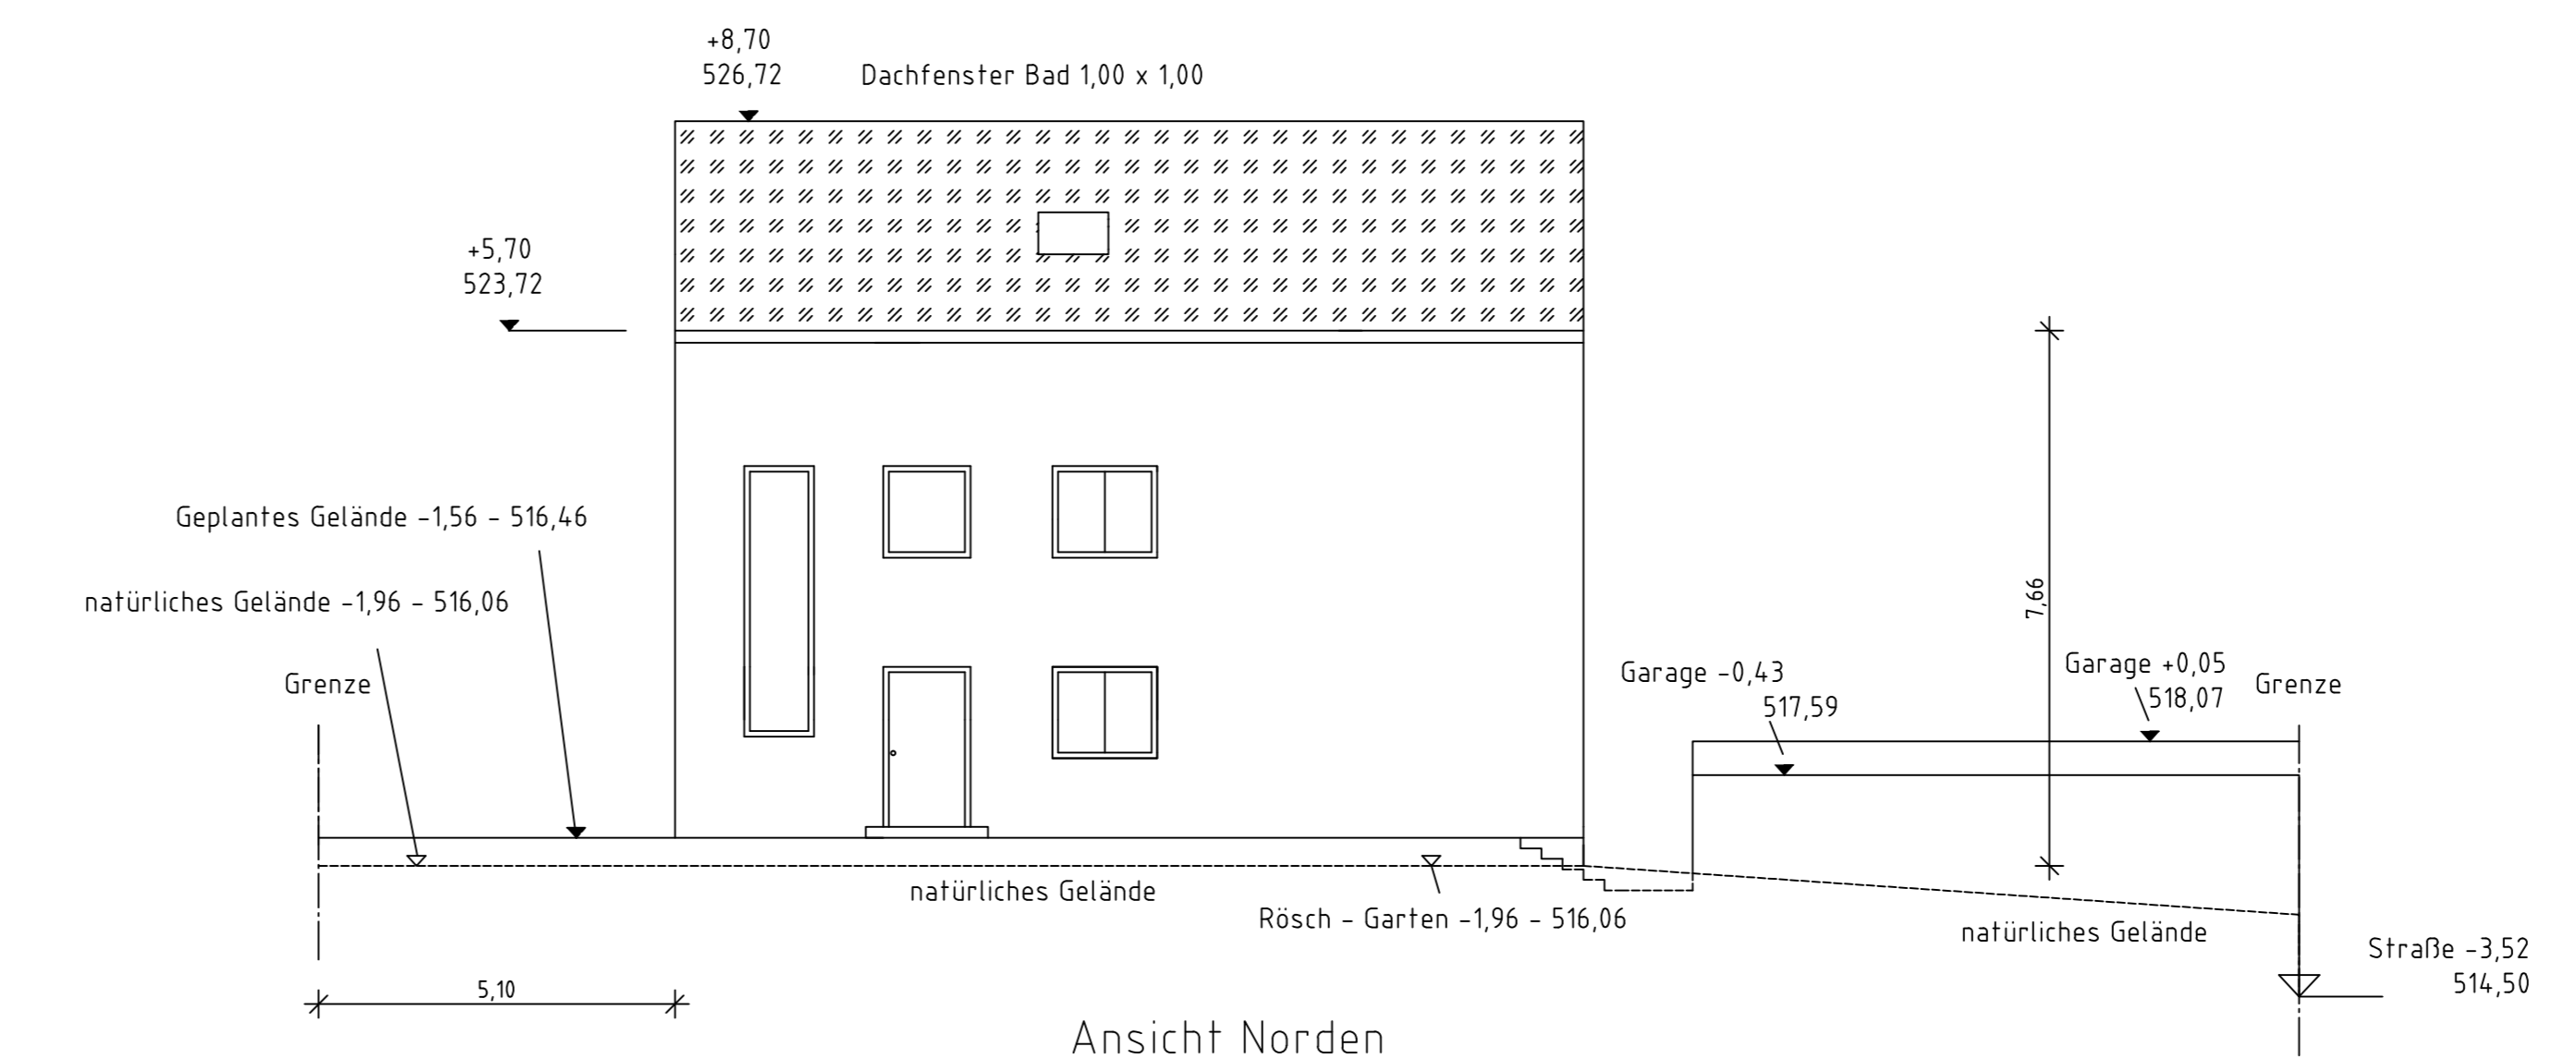 +8,70
526,72
Dachfenster Bad 1,00 x 1,00
+5,70
523,72
Geplantes Gelände -1,56 - 516,46
natürliches Gelände -1,96 - 516,06
Grenze
7,66
Garage -0,43
517,59
Garage +0,05
518,07
Grenze
natürliches Gelände
Rösch - Garten -1,96 - 516,06
natürliches Gelände
Straße -3,52
514,50
5,10
Ansicht Norden